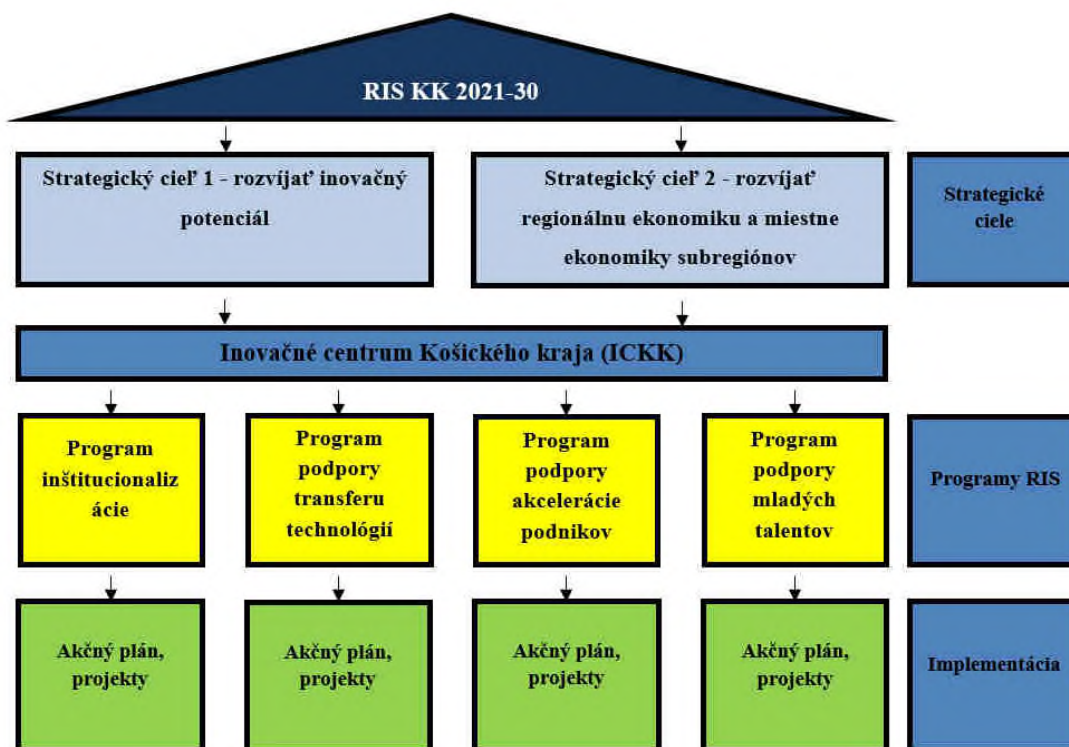 RIS KK 2021-30
Strategický cieľ 1 - rozvíjať inovačný
potenciál
Strategický cieľ 2 - rozvíjať
regionálnu ekonomiku a miestne
ekonomiky subregiónov
Strategické
ciele
Inovačné centrum Košického kraja (ICKK)
Program
inštitucionaliz
ácie
Program
podpory
transferu
technológií
Program
podpory
akcelerácie
podnikov
Program
podpory
mladých
talentov
Programy RIS
Akčný plán,
projekty
Akčný plán,
projekty
Akčný plán,
projekty
Akčný plán,
projekty
Implementácia